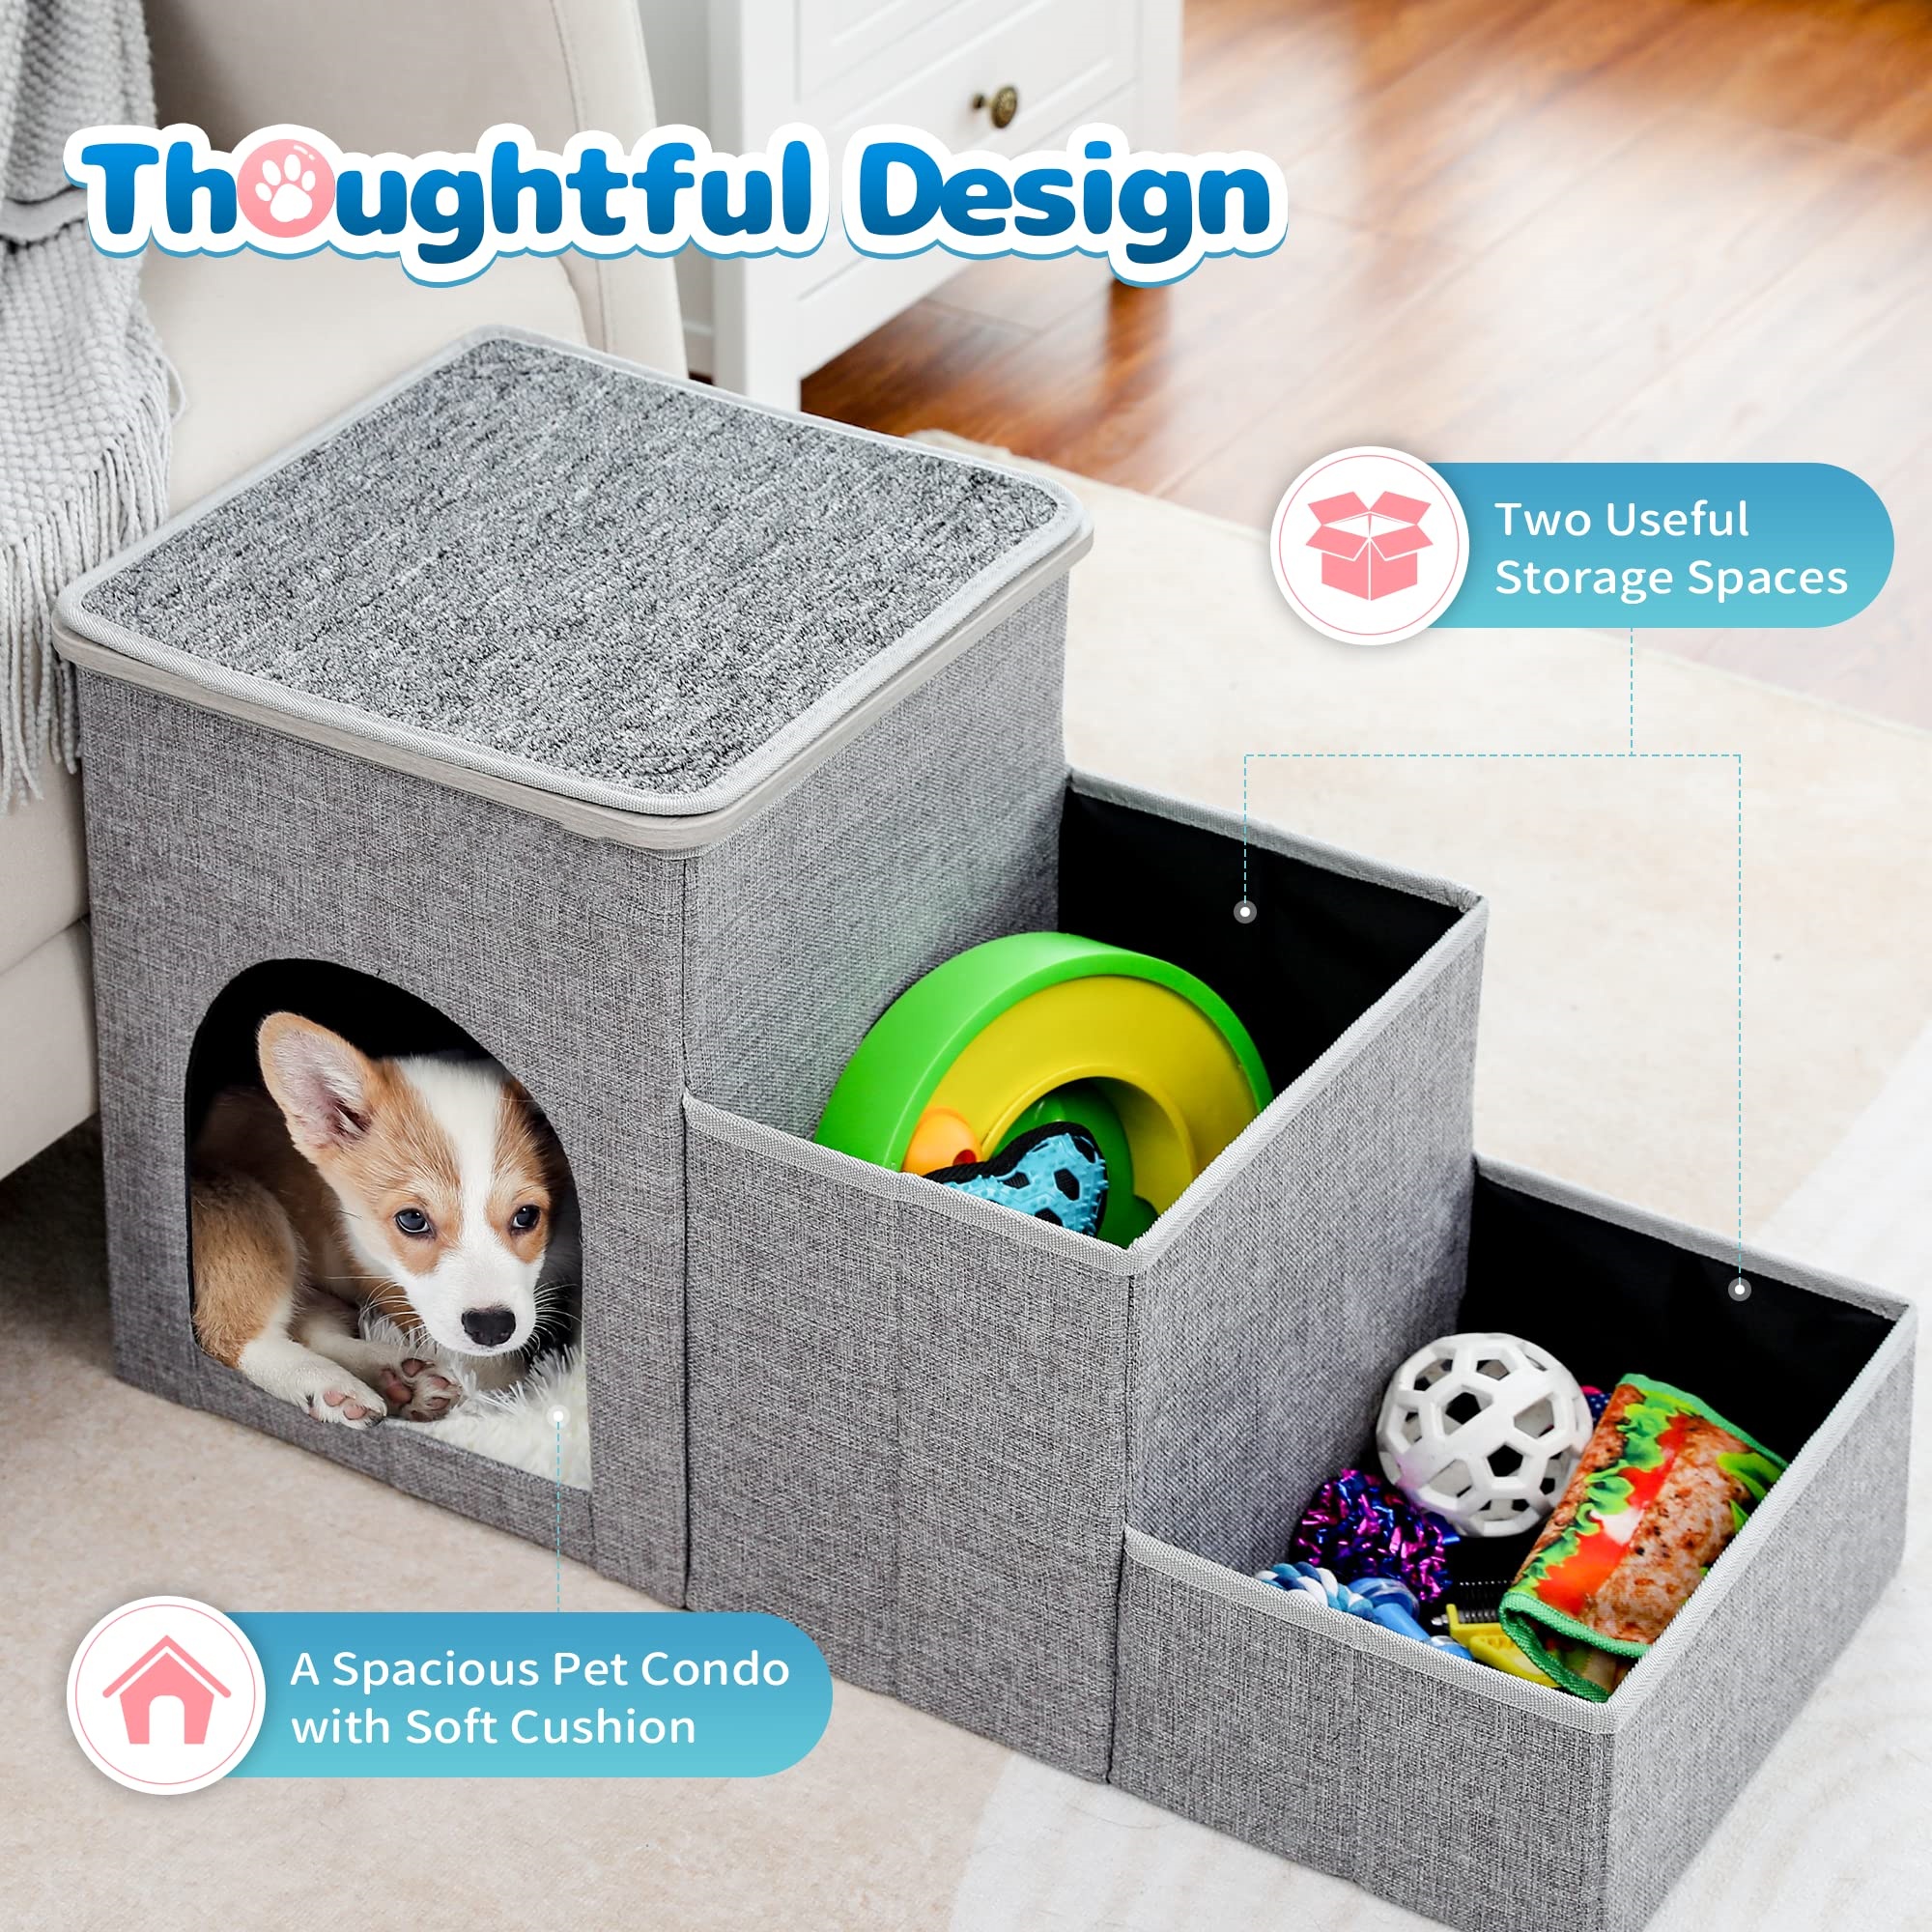 Thoughtful Design
Two Useful
Storage Spaces
A Spacious Pet Condo
with Soft Cushion